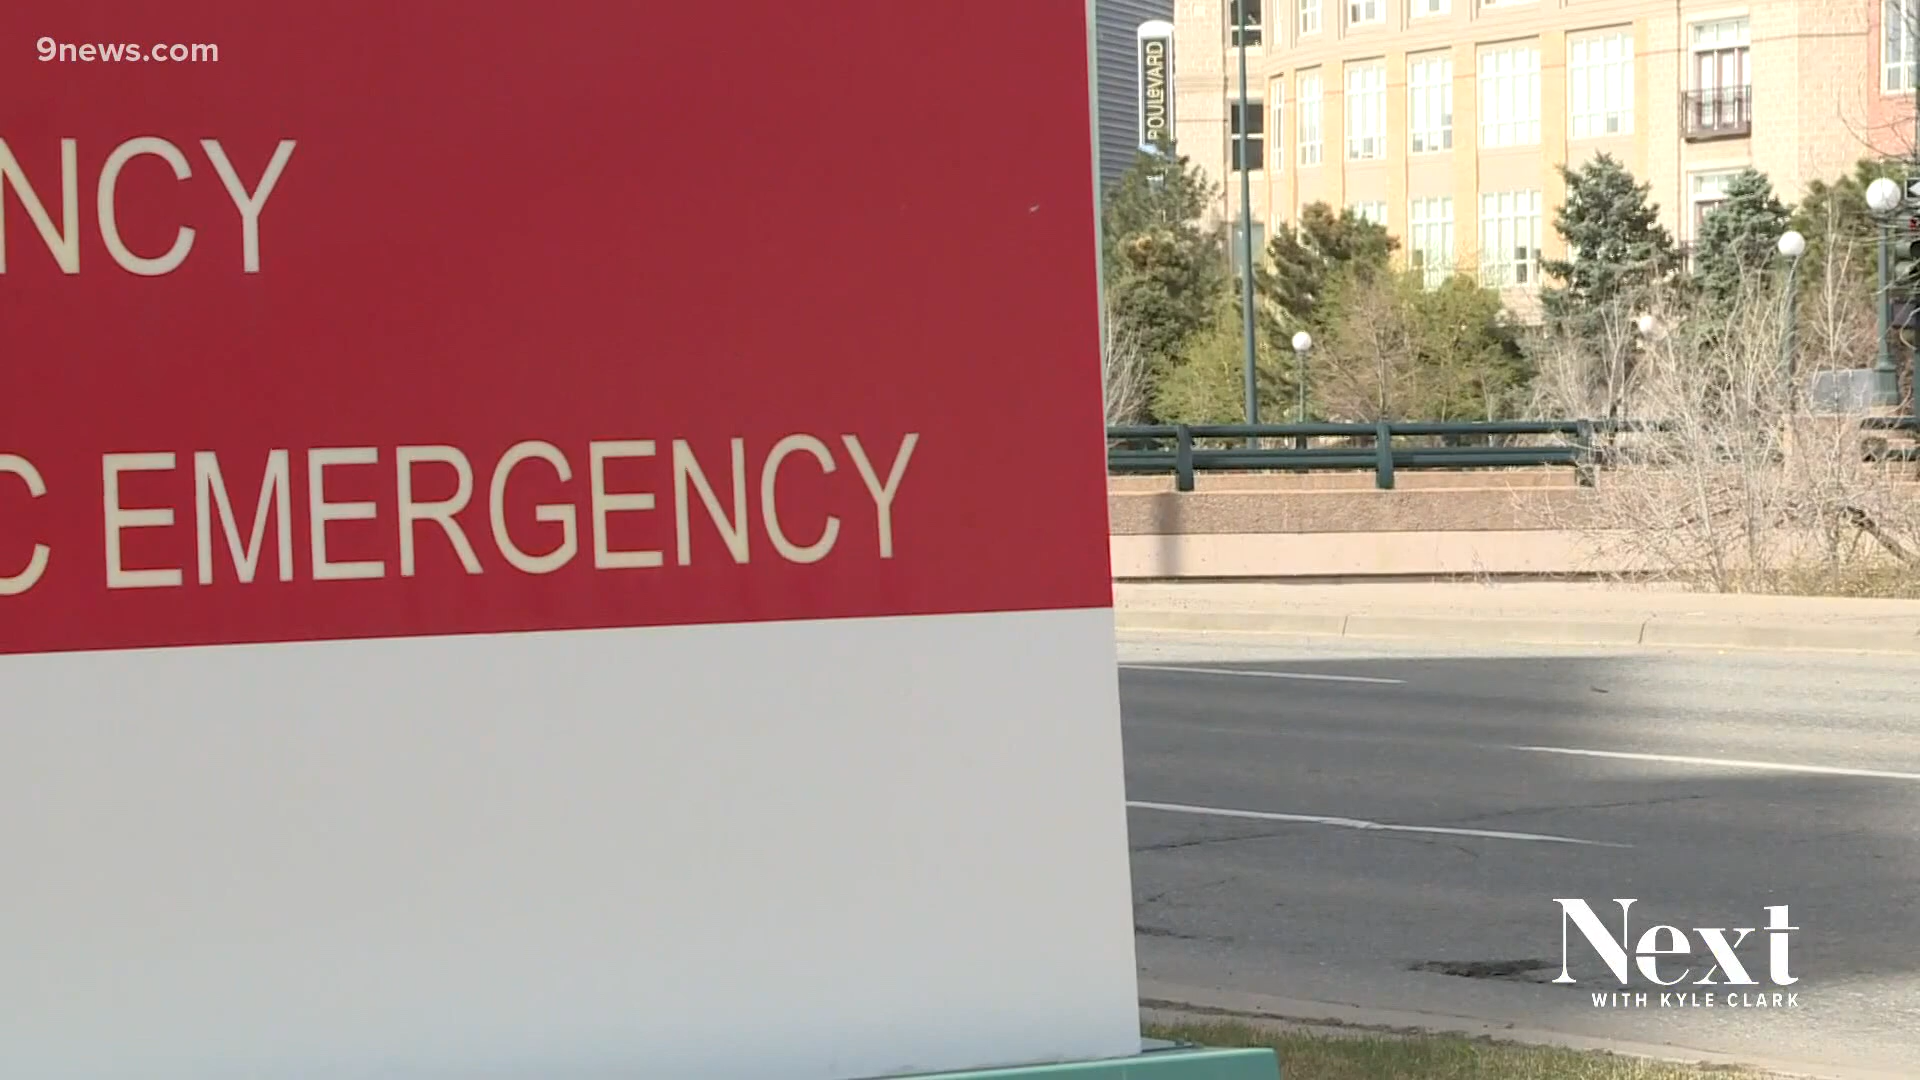 9news.com
BOULEVARD
NCY
C EMERGENCY
Next
WITH KYLE CLARK